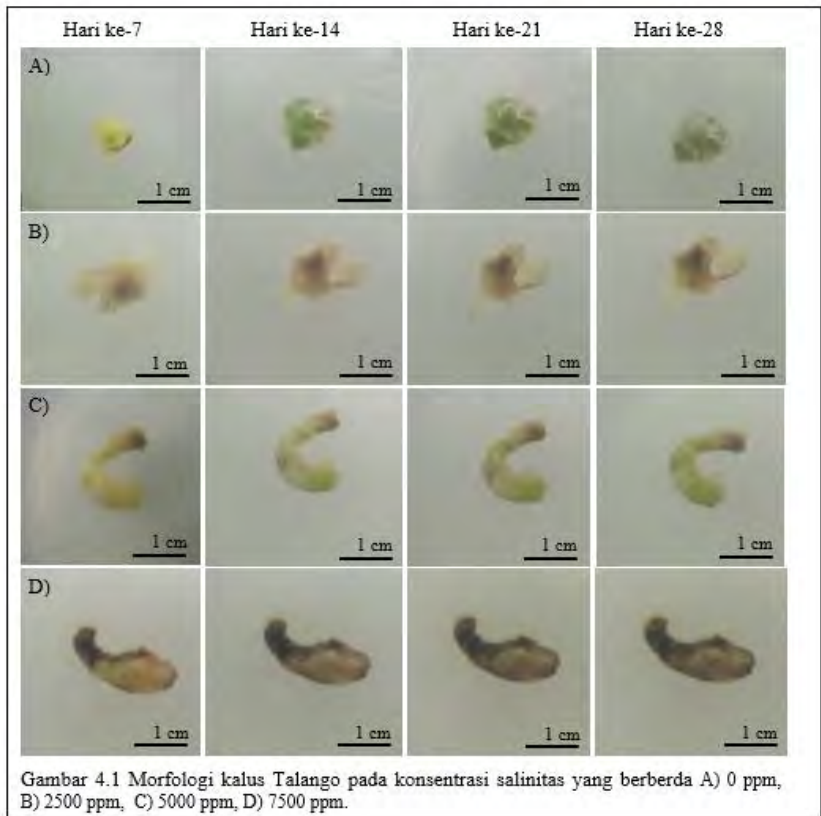 Hari ke-7 Hari ke-14 Hari ke-21 Hari ke-28
A)
1 cm 1 cm 1 cm 1 cm
B)
1 cm 1 cm 1 cm 1 cm
C)
1 cm 1 cm 1 cm 1 cm
D)
1 cm 1 cm 1 cm 1 cm
Gambar 4.1 Morfologi kalus Talango pada konsentrasi salinitas yang berberda A) 0 ppm,
B) 2500 ppm, C) 5000 ppm, D) 7500 ppm.